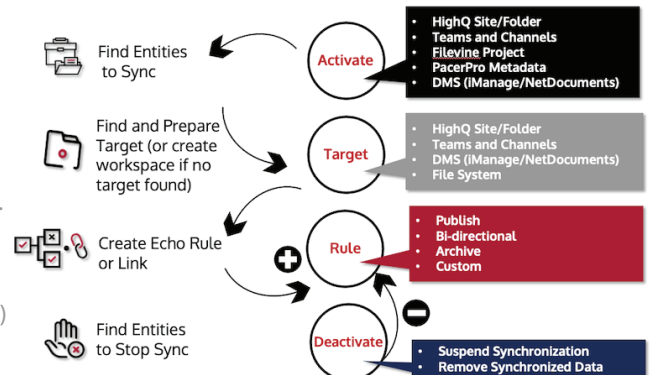 Find Entities
to Sync
Activate
• HighQ Site/Folder
• Teams and Channels
• Filevine Project
• PacerPro Metadata
• DMS (iManage/NetDocuments)
Find and Prepare
Target (or create
workspace if no
target found)
Target
• HighQ Site/Folder
• Teams and Channels
• DMS (iManage/NetDocuments)
• File System
Create Echo Rule
or Link
Rule
• Publish
• Bi-directional
• Archive
• Custom
)
Find Entities
to Stop Sync
Deactivate
• Suspend Synchronization
• Remove Synchronized Data